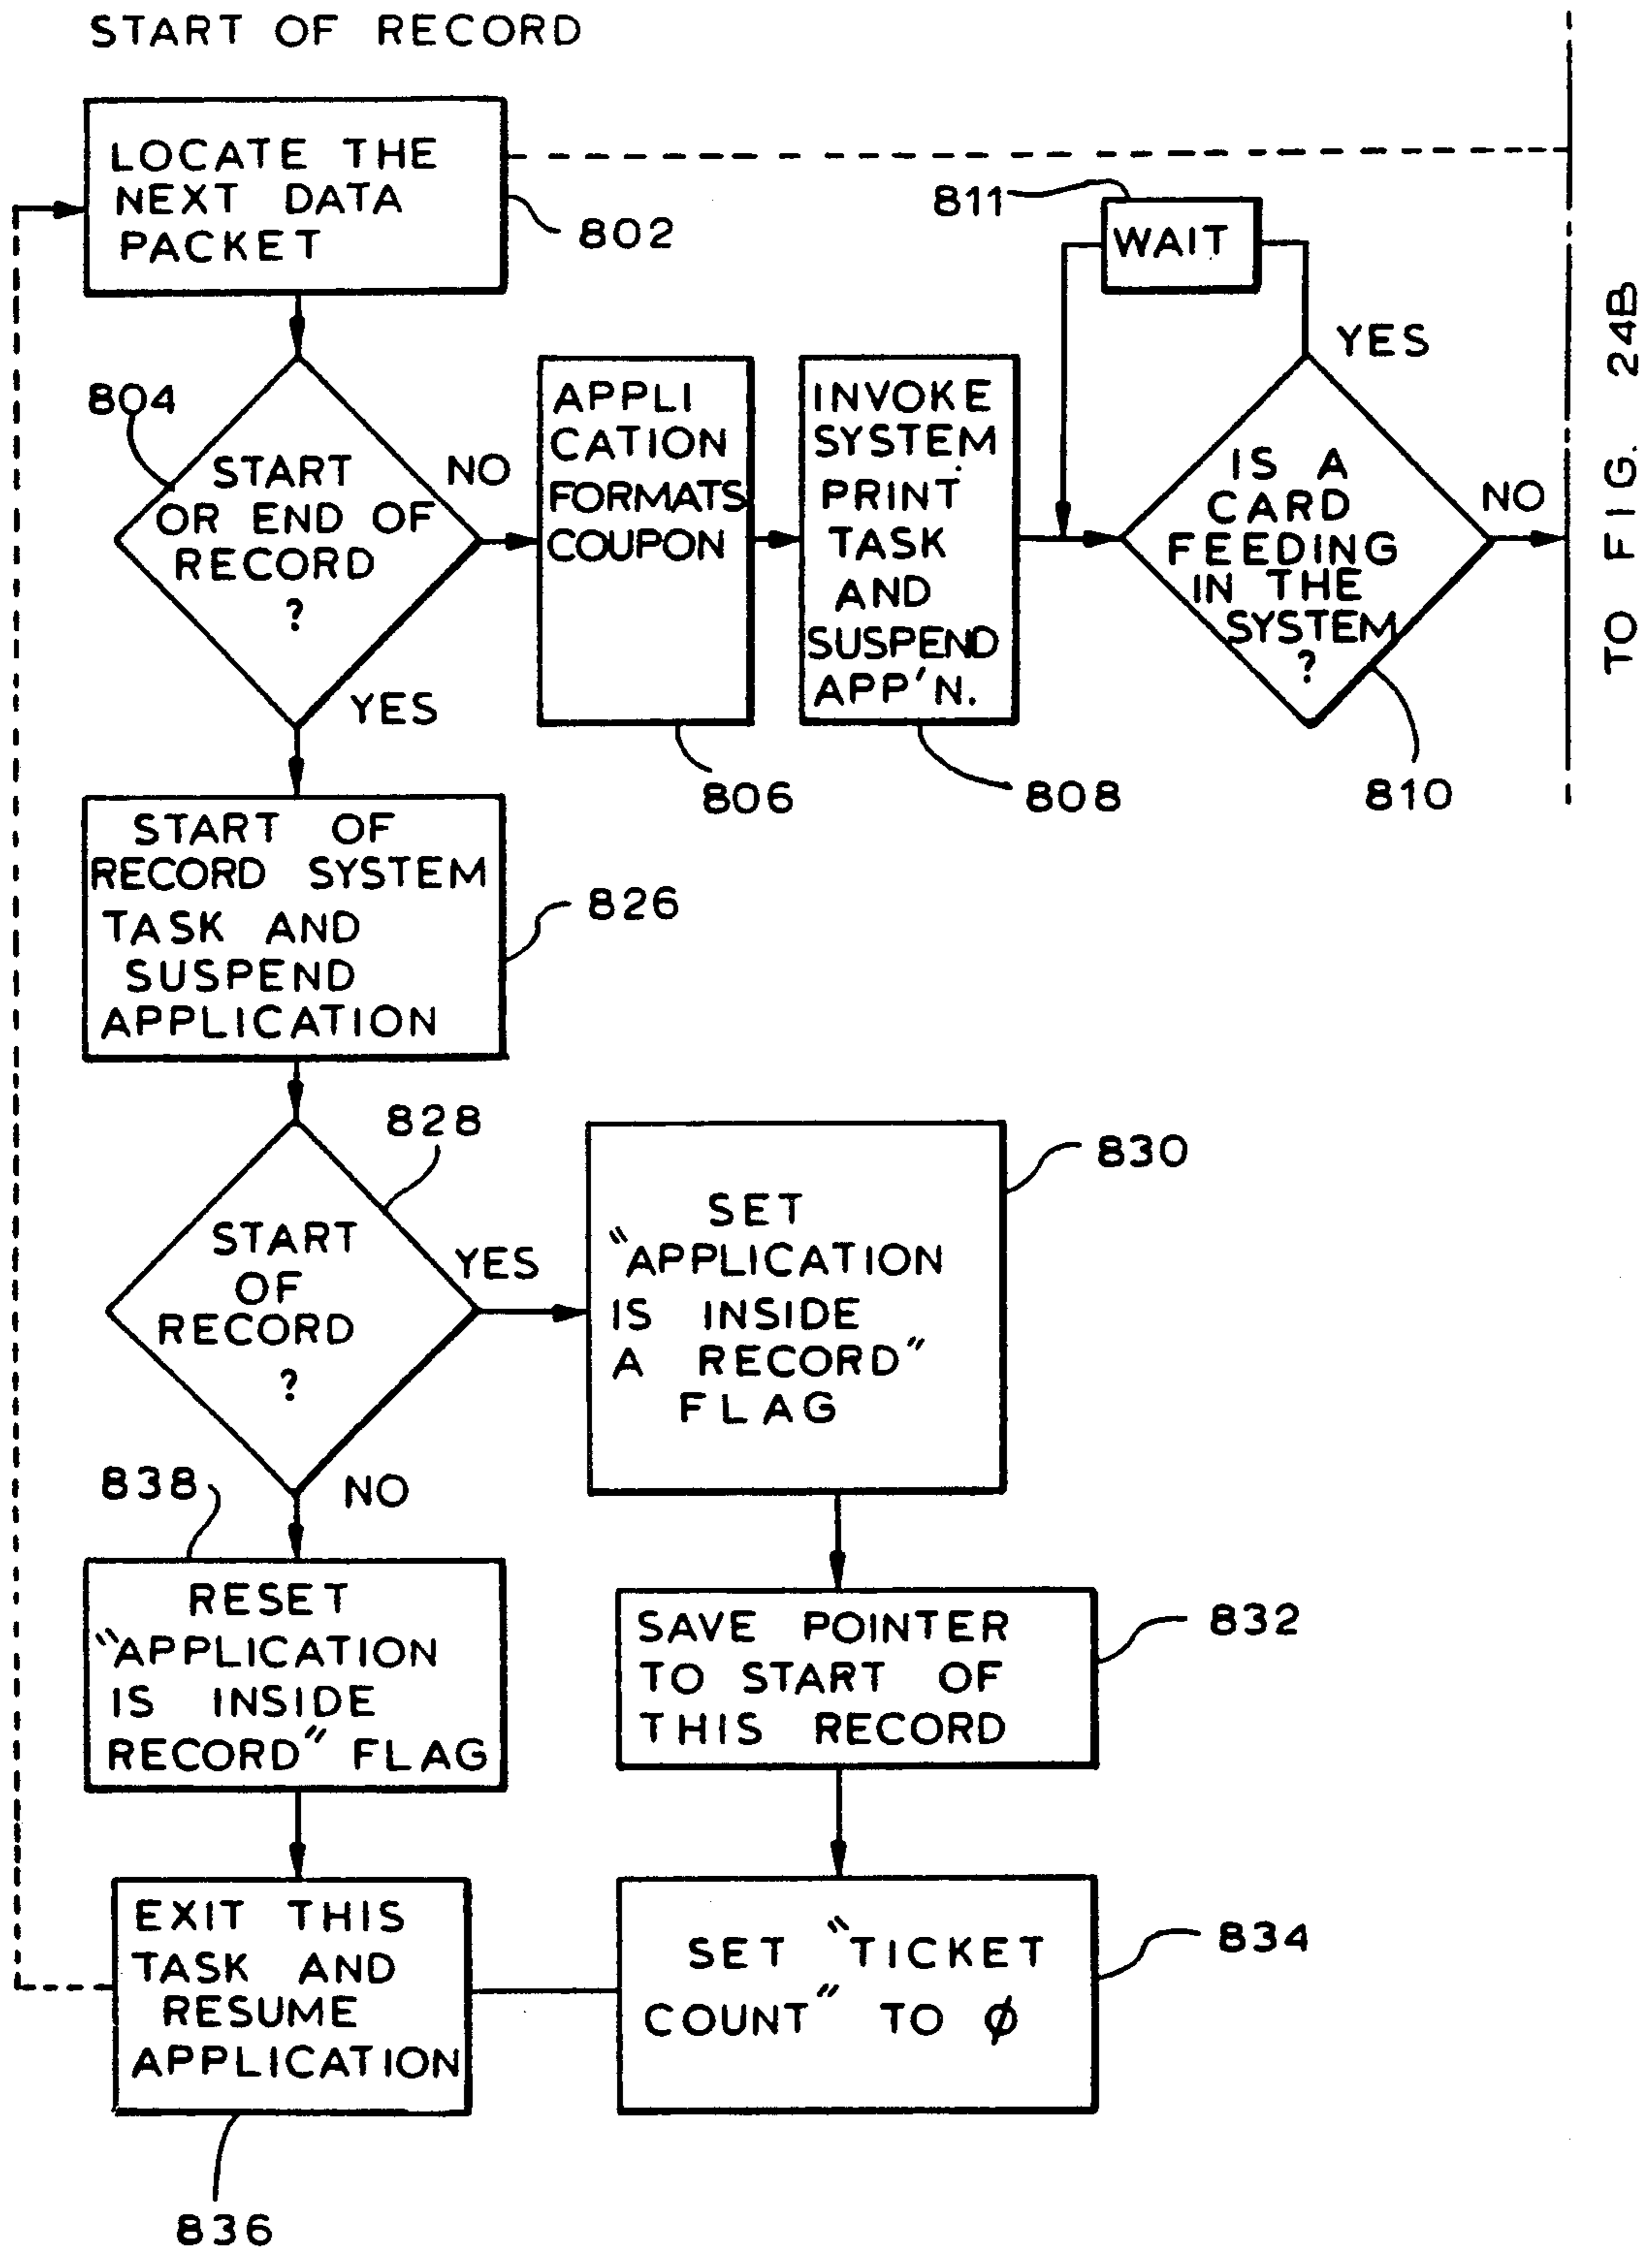 START OF RECORD
LOCATE THE
NEXT DATA
PACKET
802
811
WAIT
YES
804
START
OR END OF
RECORD
?
NO
YES
APPLI
CATION
FORMATS
COUPON
806
INVOKE
SYSTEM
PRINT
TASK
AND
SUSPEND
APP'N.
808
IS A
CARD
FEEDING
IN THE
SYSTEM
?
NO
810
TO FIG. 24B
START OF
RECORD SYSTEM
TASK AND
SUSPEND
APPLICATION
826
828
START
OF
RECORD
?
YES
NO
830
SET
"APPLICATION
IS INSIDE
A RECORD"
FLAG
838
RESET
"APPLICATION
IS INSIDE
RECORD" FLAG
SAVE POINTER
TO START OF
THIS RECORD
832
EXIT THIS
TASK AND
RESUME
APPLICATION
836
SET "TICKET
COUNT" TO Ø
834